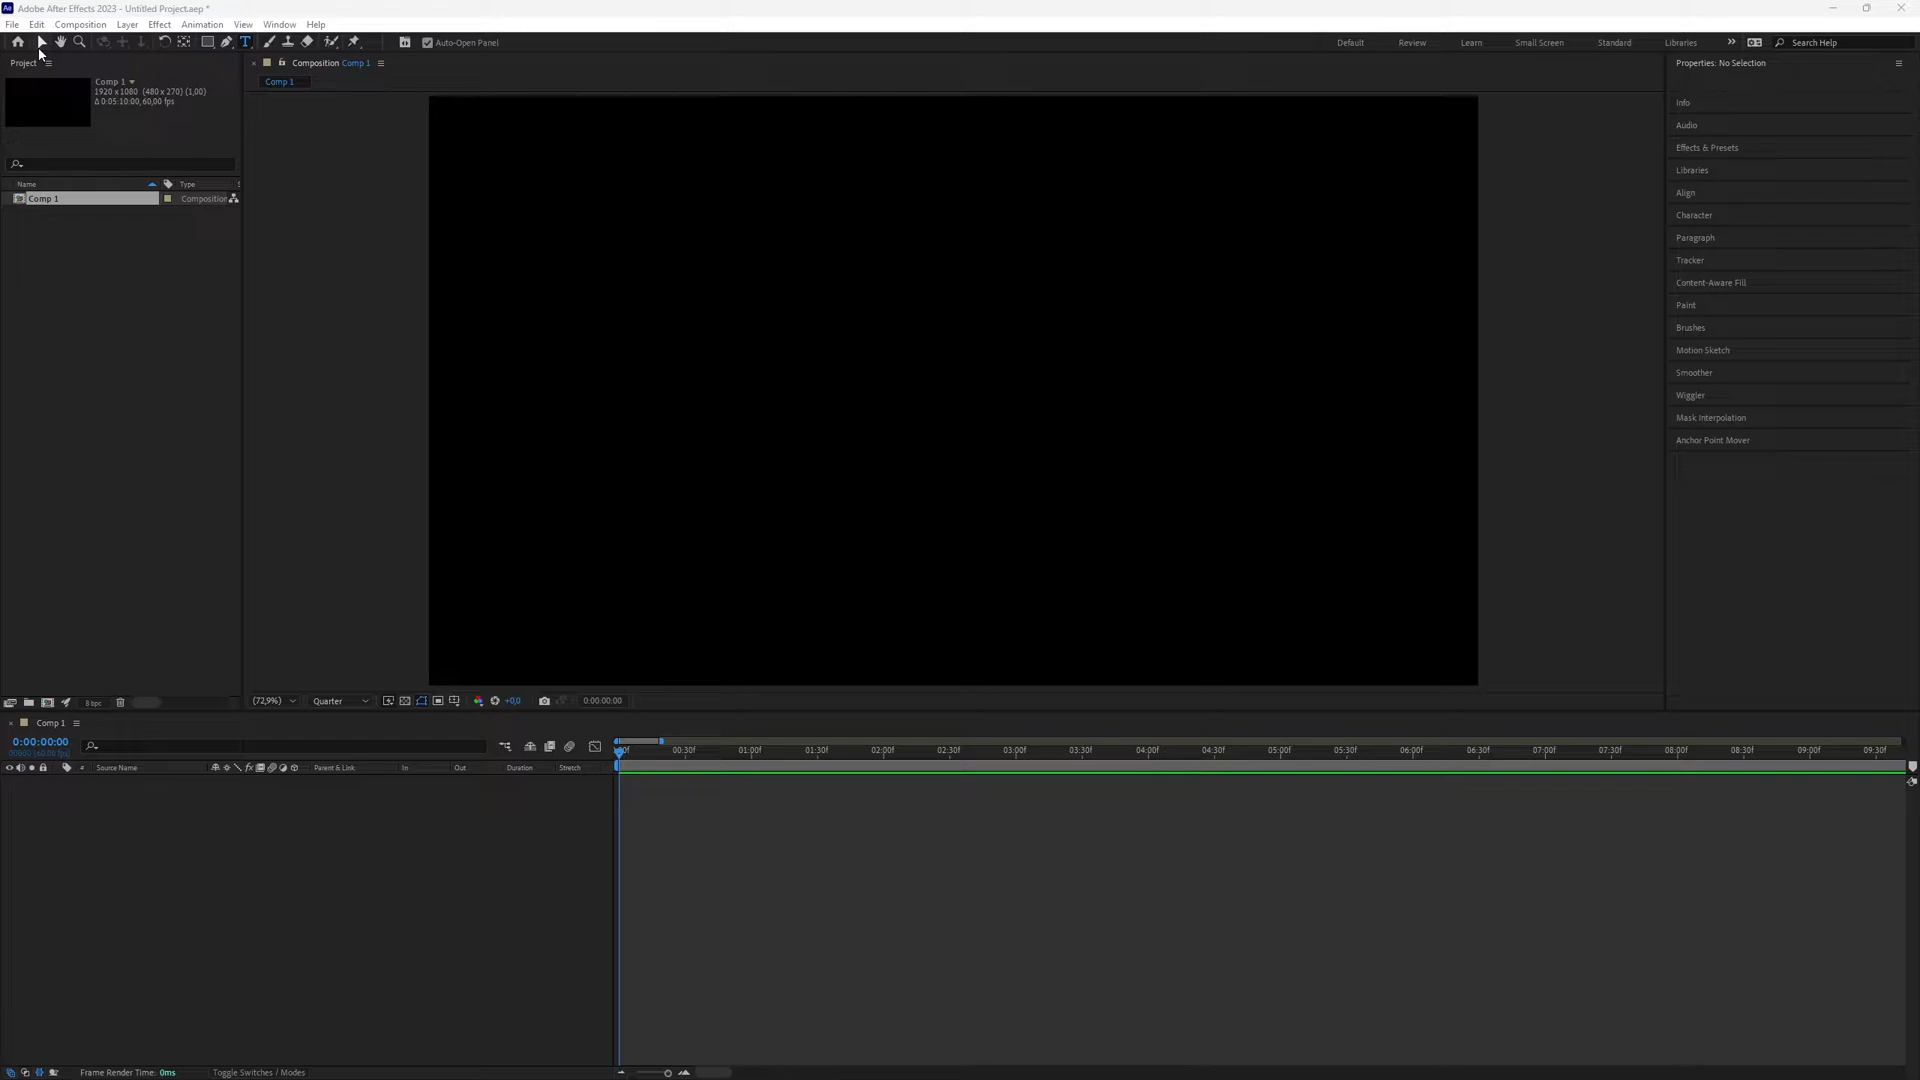 Adobe After Effects 2023 - Untitled Project.aep *
File Edit Composition Layer Effect Animation View Window Help
Auto-Open Panel
Default Review Learn Small Screen Standard Libraries
Search Help
Project
Composition Comp 1
Properties: No Selection
Comp 1
1920 x 1080 (480 x 270) (1,00)
Δ 0:05:10:00, 60,00 fps
Comp 1
Info
Audio
Effects & Presets
Libraries
Align
Character
Paragraph
Tracker
Content-Aware Fill
Paint
Brushes
Motion Sketch
Smoother
Wiggler
Mask Interpolation
Anchor Point Mover
Name Type
Comp 1 Composition
8 bpc
(72,9%) Quarter +0,0 0:00:00:00
Comp 1
0:00:00:00
00:30f 01:00f 01:30f 02:00f 02:30f 03:00f 03:30f 04:00f 04:30f 05:00f 05:30f 06:00f 06:30f 07:00f 07:30f 08:00f 08:30f 09:00f 09:30f
# Source Name Parent & Link In Out Duration Stretch
Frame Render Time: 0ms Toggle Switches / Modes